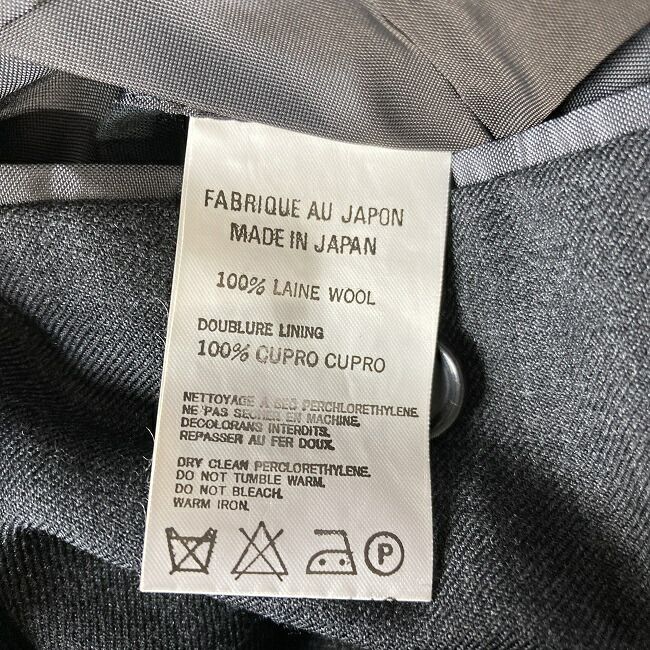 FABRIQUE AU JAPON
MADE IN JAPAN
100% LAINE WOOL
DOUBLURE LINING
100% CUPRO CUPRO
NETTOYAGE A SEC PERCHLORETHYLENE.
NE PAS SECHER EN MACHINE.
DECOLORANS INTERDITS.
REPASSER AU FER DOUX.
DRY CLEAN PERCLORETHYLENE.
DO NOT TUMBLE WARM.
DO NOT BLEACH.
WARM IRON.
P